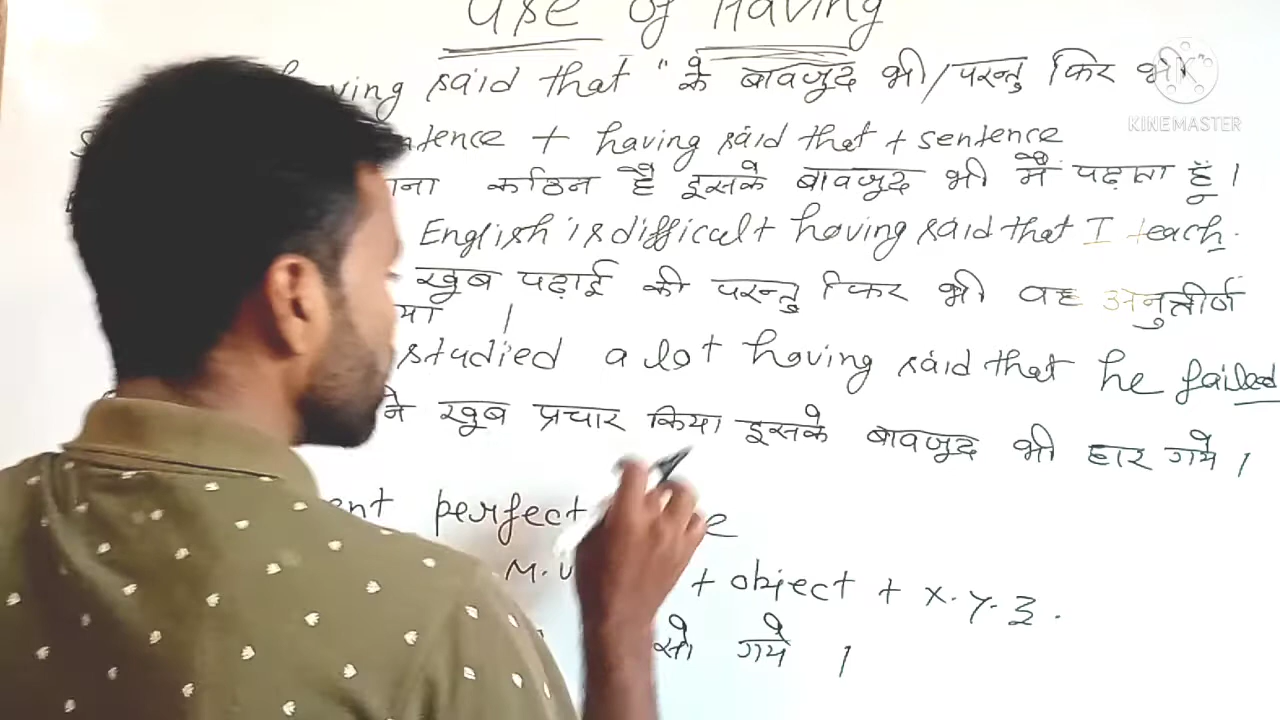 Use of Having
having said that "के बावजूद भी/परन्तु फिर भी
KINEMASTER
sentence + having said that + sentence
कठिन है इसके बावजूद भी मैं पढ़ाता हूँ।
English is difficult having said that I teach.
खुब पढ़ाई की परन्तु फिर भी वह अनुत्तीर्ण
।
studied a lot having said that he failed
ने खुब प्रचार किया इसके बावजूद भी हार गये।
perfect
M.V + object + x.y.z.
सो गये ।